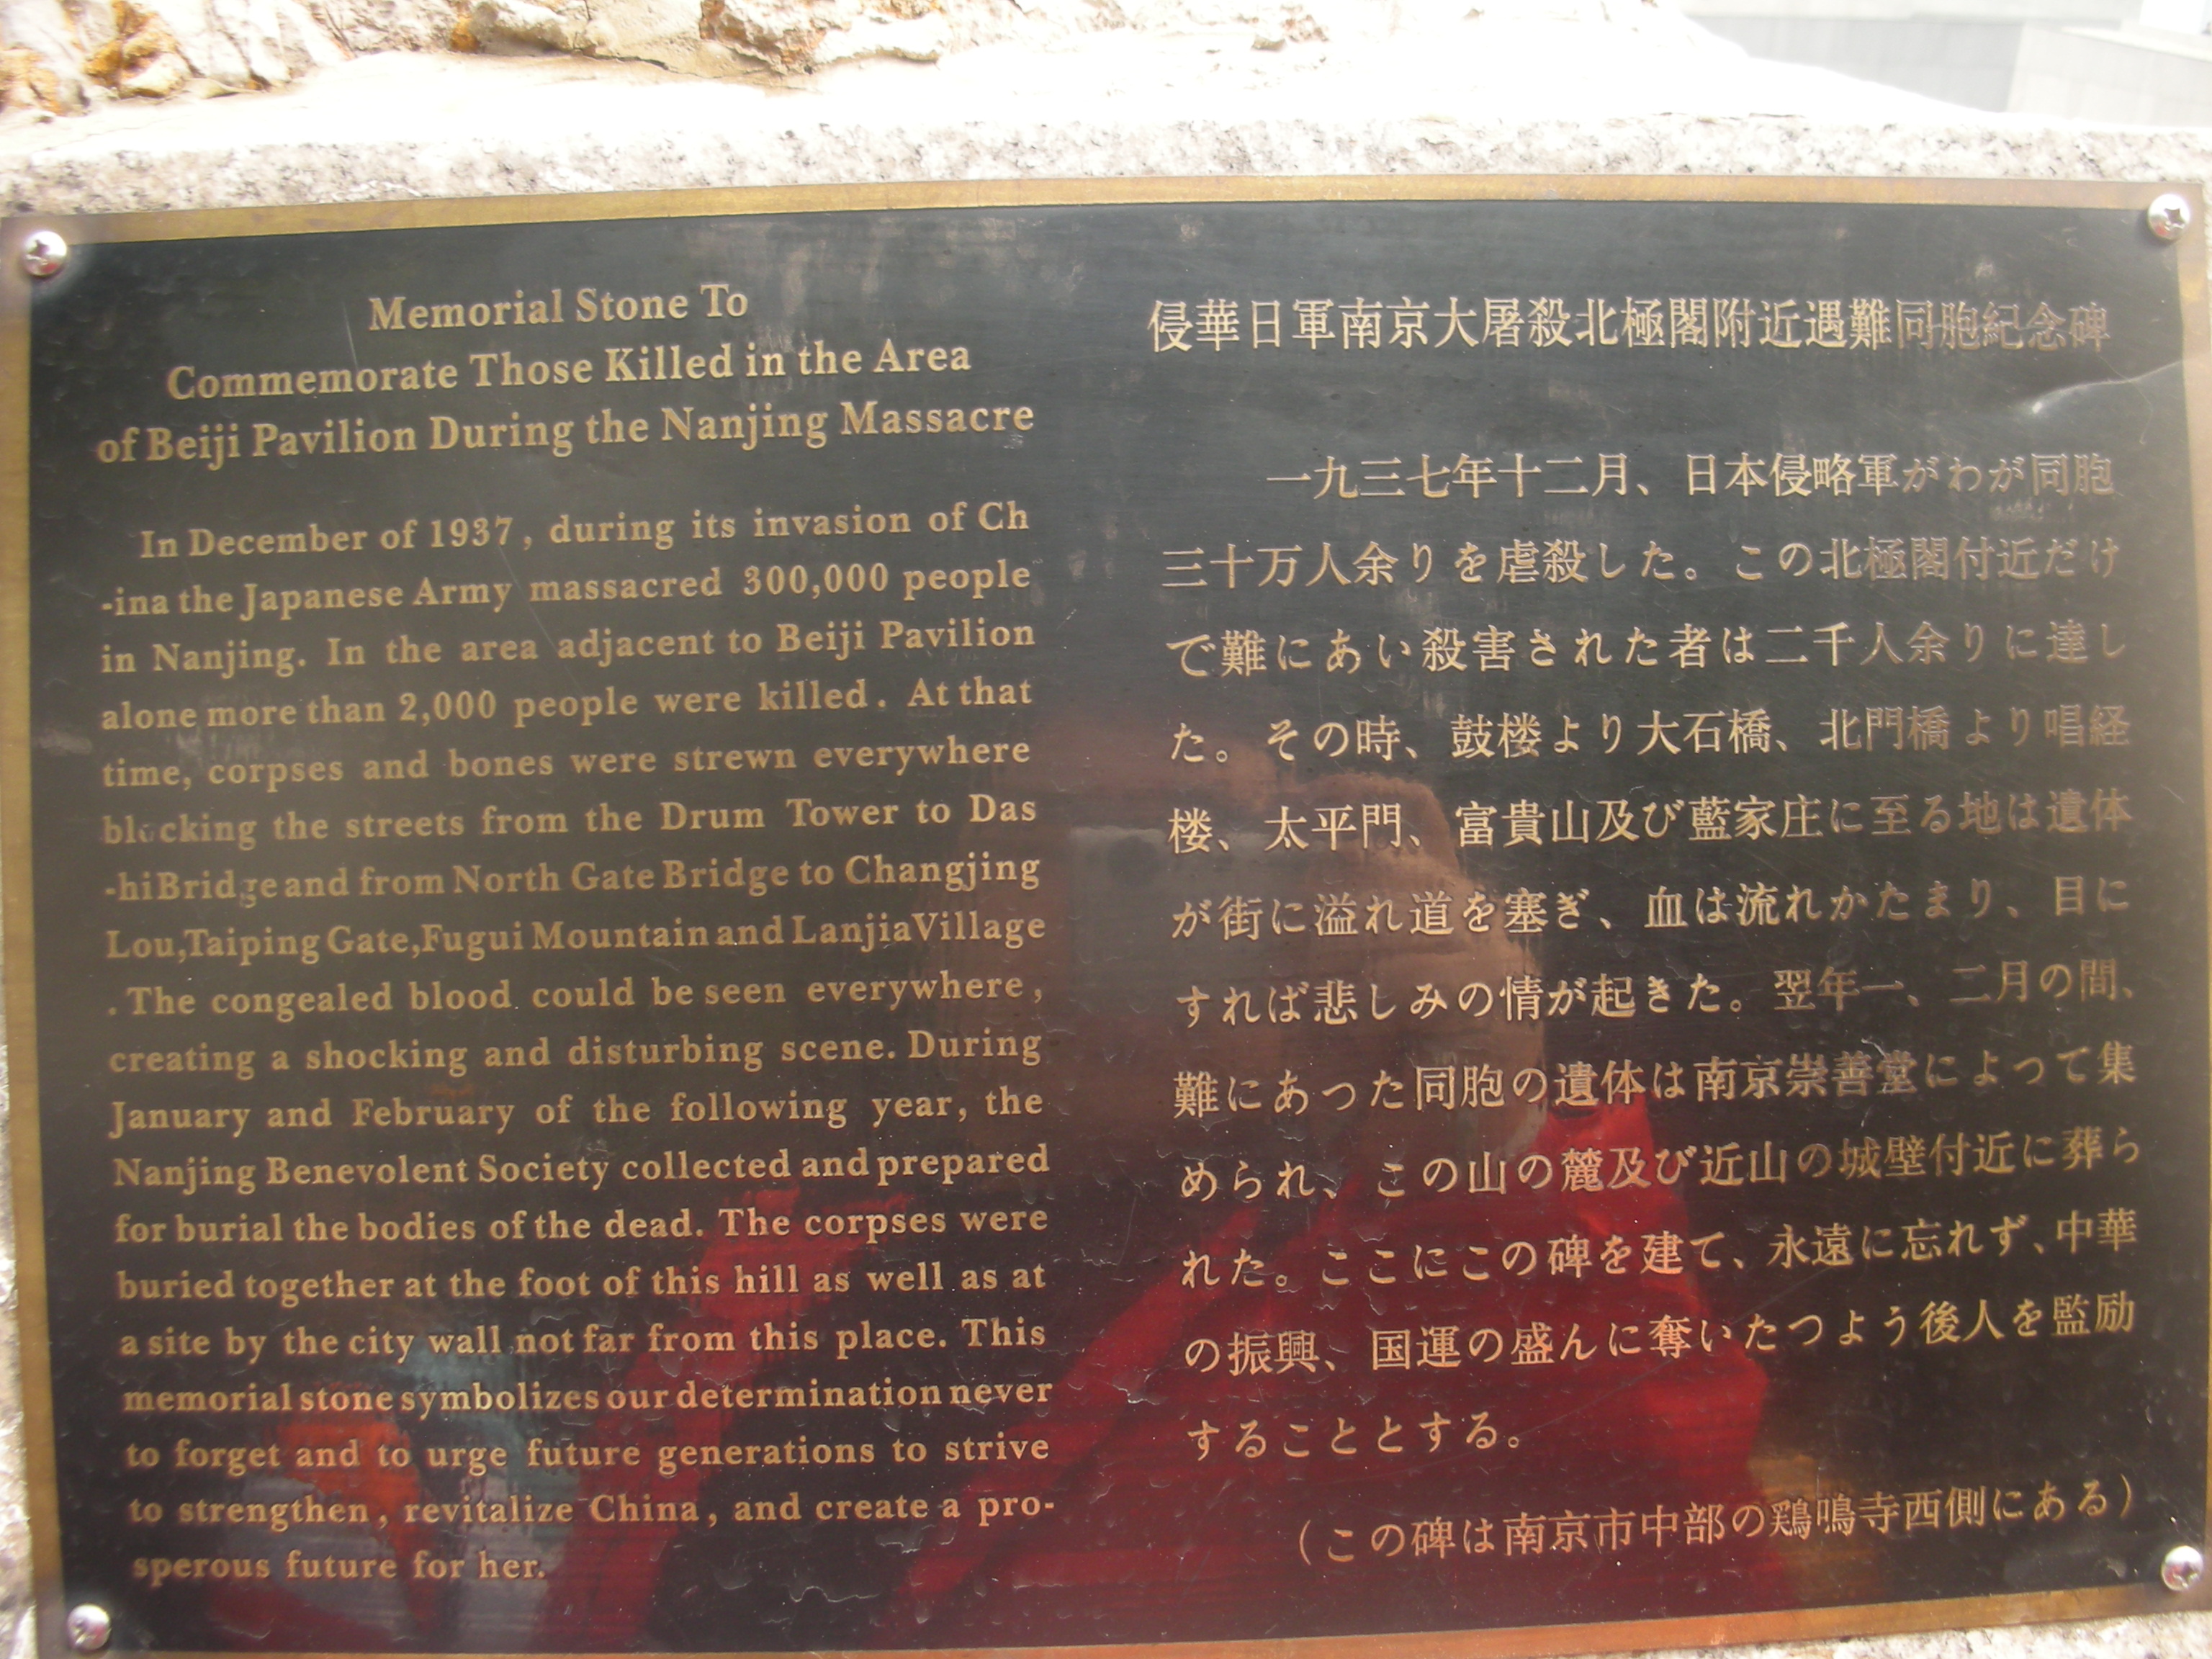 Memorial Stone To
Commemorate Those Killed in the Area
of Beiji Pavilion During the Nanjing Massacre
In December of 1937, during its invasion of Ch
-ina the Japanese Army massacred 300,000 people
in Nanjing. In the area adjacent to Beiji Pavilion
alone more than 2,000 people were killed. At that
time, corpses and bones were strewn everywhere
blocking the streets from the Drum Tower to Das
-hi Bridge and from North Gate Bridge to Changjing
Lou, Taiping Gate, Fugui Mountain and Lanjia Village
. The congealed blood could be seen everywhere,
creating a shocking and disturbing scene. During
January and February of the following year, the
Nanjing Benevolent Society collected and prepared
for burial the bodies of the dead. The corpses were
buried together at the foot of this hill as well as at
a site by the city wall not far from this place. This
memorial stone symbolizes our determination never
to forget and to urge future generations to strive
to strengthen, revitalize China, and create a pro-
sperous future for her.
侵華日軍南京大屠殺北極閣附近遇難同胞紀念碑
一九三七年十二月、日本侵略軍がわが同胞
三十万人余りを虐殺した。この北極閣付近だけ
で難にあい殺害された者は二千人余りに達し
た。その時、鼓楼より大石橋、北門橋より唱経
楼、太平門、富貴山及び藍家庄に至る地は遺体
が街に溢れ道を塞ぎ、血は流れかたまり、目に
すれば悲しみの情が起きた。翌年一、二月の間、
難にあった同胞の遺体は南京崇善堂によって集
められ、この山の麓及び近山の城壁付近に葬ら
れた。ここにこの碑を建て、永遠に忘れず、中華
の振興、国運の盛んに奪いたつよう後人を監励
することとする。
（この碑は南京市中部の鶏鳴寺西側にある）